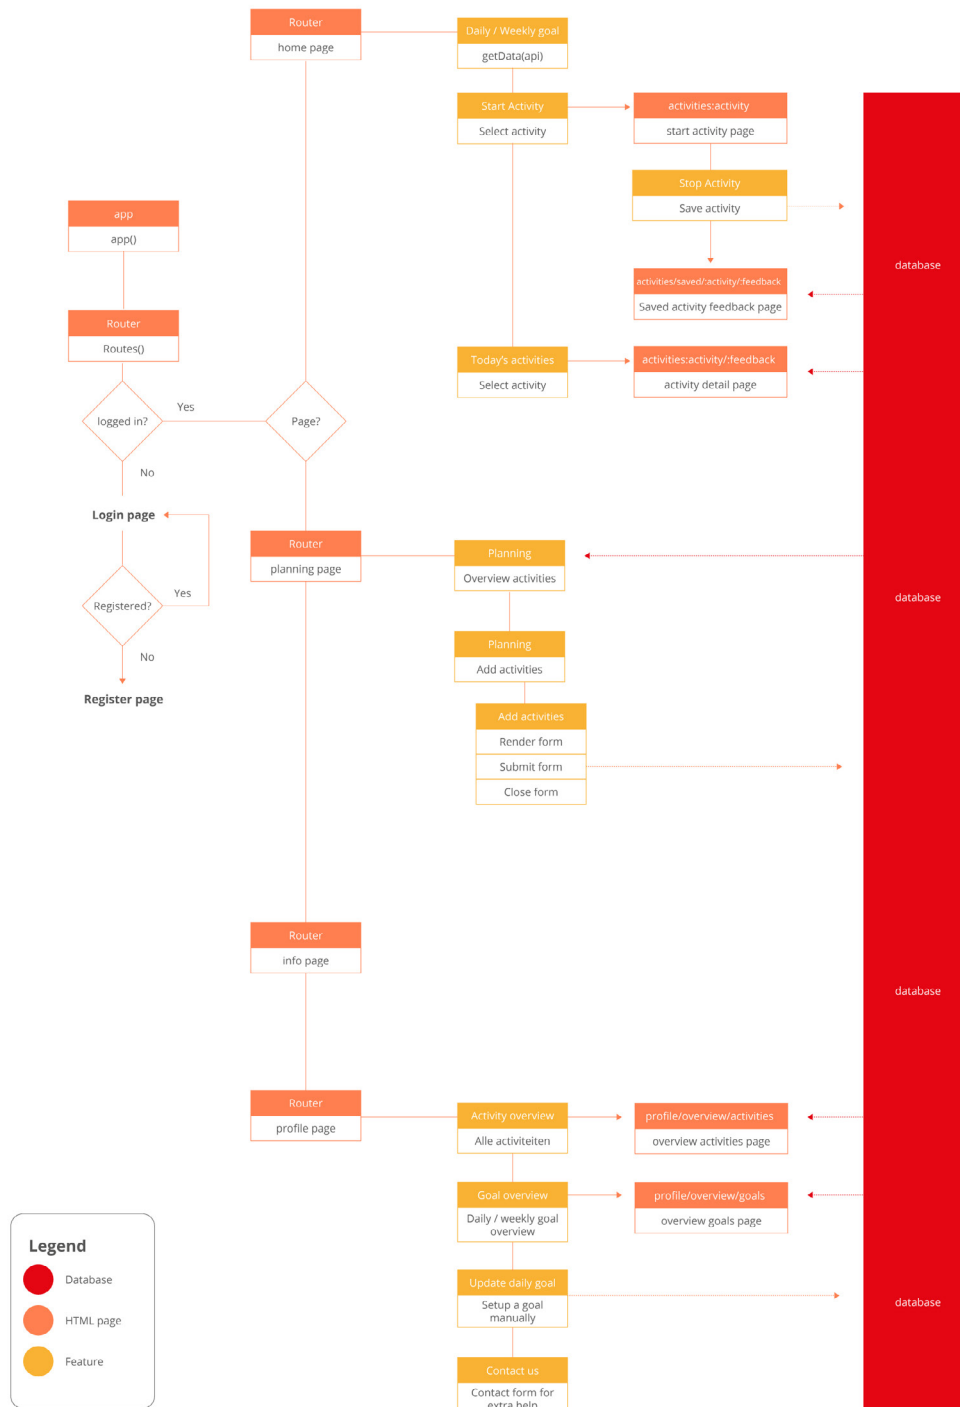 Router
home page
Daily / Weekly goal
getData(api)
Start Activity
Select activity
activities:activity
start activity page
Stop Activity
Save activity
activities/saved/:activity/:feedback
Saved activity feedback page
Today's activities
Select activity
activities:activity/:feedback
activity detail page
database
app
app()
Router
Routes()
logged in?
Yes
Page?
No
Login page
Registered?
Yes
No
Register page
Router
planning page
Planning
Overview activities
Planning
Add activities
Add activities
Render form
Submit form
Close form
database
Router
info page
database
Router
profile page
Activity overview
Alle activiteiten
profile/overview/activities
overview activities page
Goal overview
Daily / weekly goal
overview
profile/overview/goals
overview goals page
Update daily goal
Setup a goal
manually
database
Contact us
Contact form for
extra help
Legend
Database
HTML page
Feature